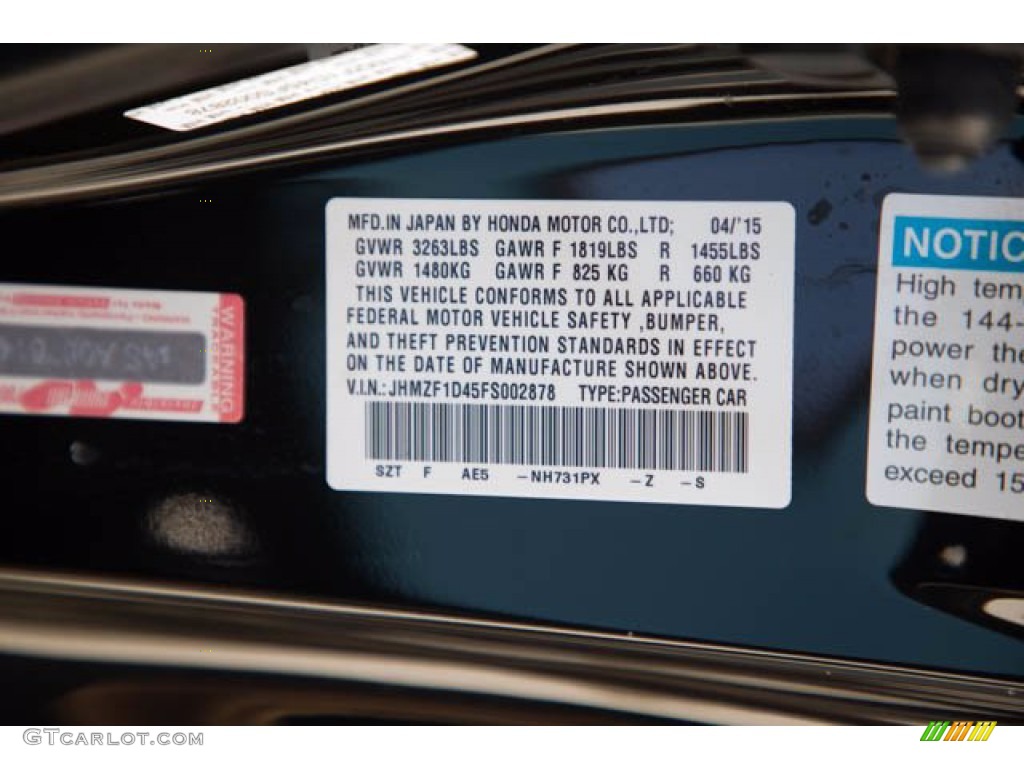 MFD.IN JAPAN BY HONDA MOTOR CO.,LTD; 04/'15
GVWR 3263LBS GAWR F 1819LBS R 1455LBS
GVWR 1480KG GAWR F 825 KG R 660 KG
THIS VEHICLE CONFORMS TO ALL APPLICABLE
FEDERAL MOTOR VEHICLE SAFETY ,BUMPER,
AND THEFT PREVENTION STANDARDS IN EFFECT
ON THE DATE OF MANUFACTURE SHOWN ABOVE.
V.I.N.:JHMZF1D45FS002878 TYPE:PASSENGER CAR
SZT F AE5 -NH731PX -Z -S
NOTIC
High tem
the 144-
power the
when dry
paint boot
the tempe
exceed 15
WARNING
GTcarlot.com